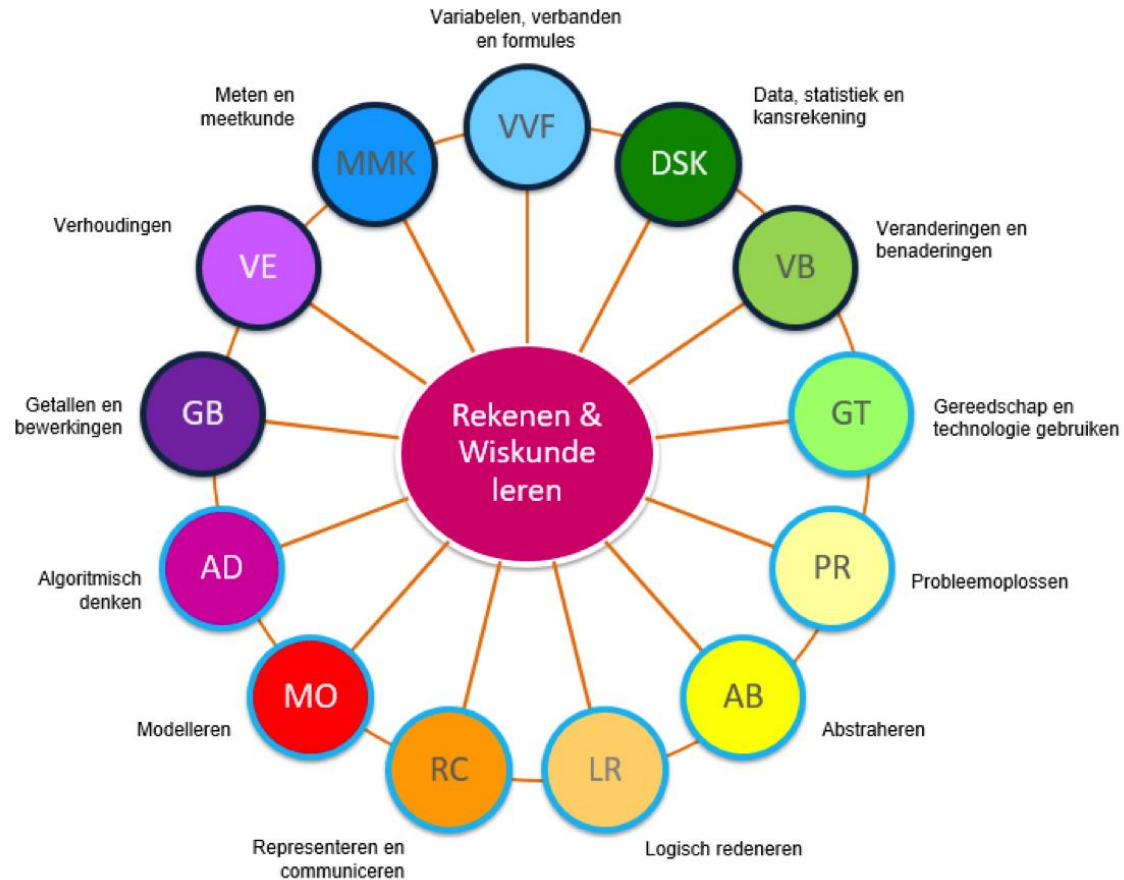 Variabelen, verbanden
en formules
VVF
Data, statistiek en
kansrekening
DSK
Veranderingen en
benaderingen
VB
Gereedschap en
technologie gebruiken
GT
Probleemoplossen
PR
Abstraheren
AB
Logisch redeneren
LR
Representeren en
communiceren
RC
Modelleren
MO
Algoritmisch
denken
AD
Getallen en
bewerkingen
GB
Verhoudingen
VE
Meten en
meetkunde
MMK
Rekenen &
Wiskunde
leren